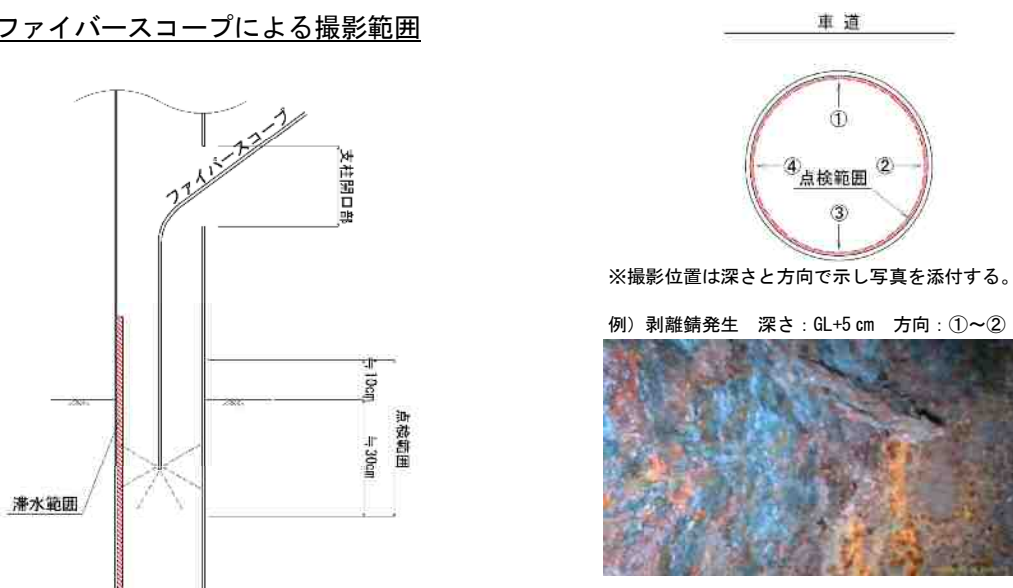 ファイバースコープによる撮影範囲
ファイバースコープ
支柱開口部
≒10cm
≒30cm
点検範囲
滞水範囲
車 道
①
④
②
点検範囲
③
※撮影位置は深さと方向で示し写真を添付する。
例）剥離錆発生　深さ：GL+5 cm　方向：①～②